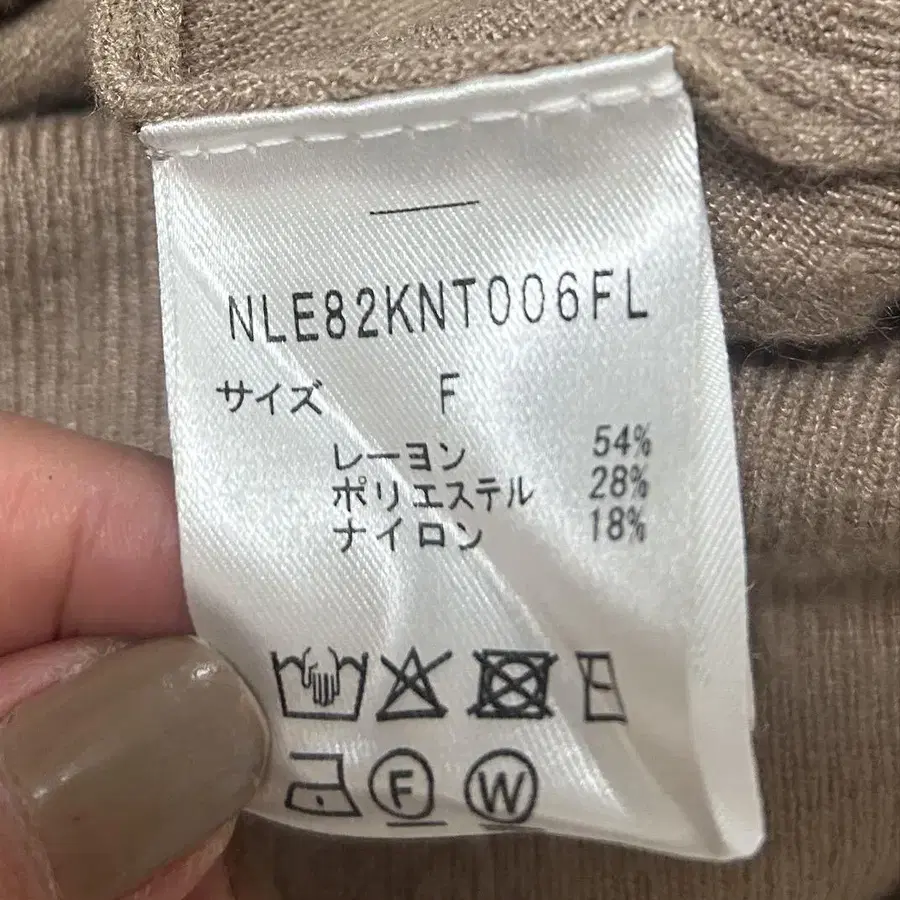 NLE82KNT006FL
サイズ F
レーヨン 54%
ポリエステル 28%
ナイロン 18%
F W